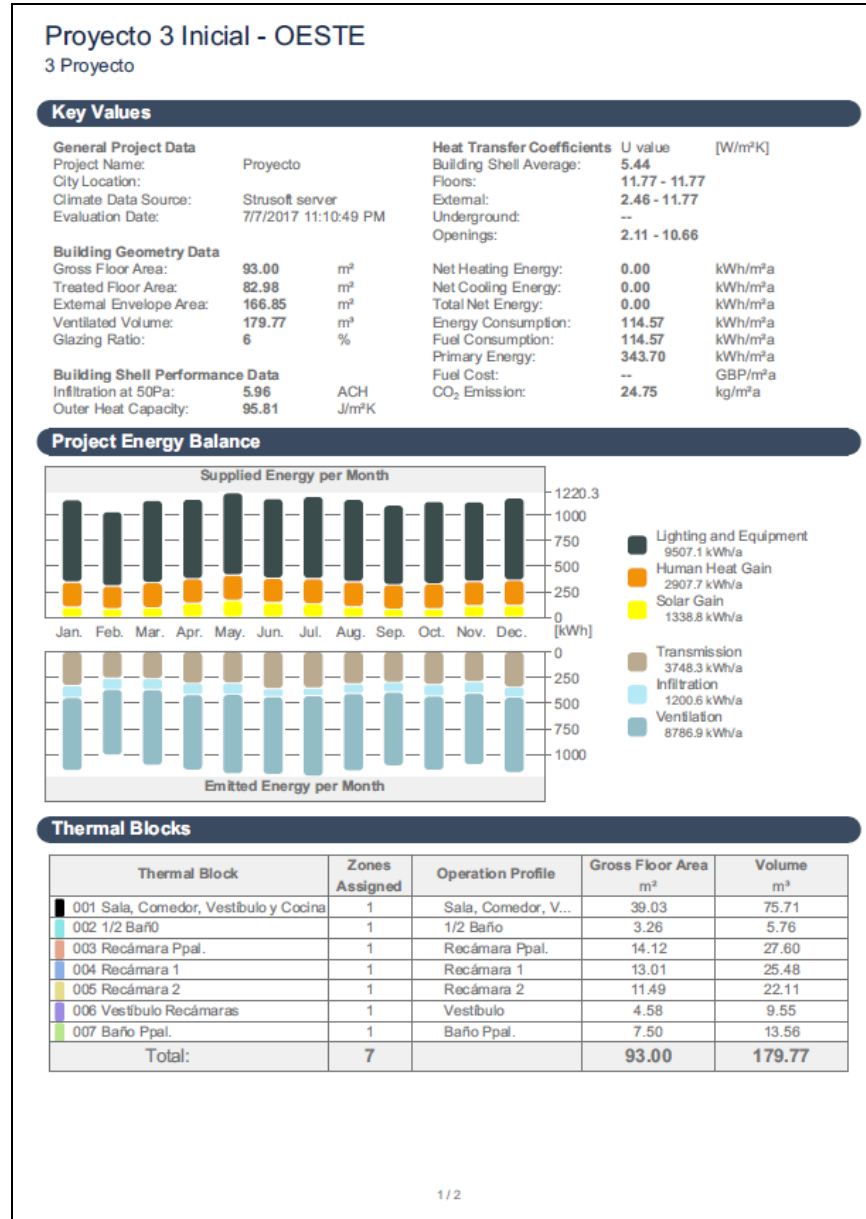 Proyecto 3 Inicial - OESTE
3 Proyecto
Key Values
General Project Data
Project Name: Proyecto
City Location:
Climate Data Source: Strusoft server
Evaluation Date: 7/7/2017 11:10:49 PM
Building Geometry Data
Gross Floor Area: 93.00 m²
Treated Floor Area: 82.98 m²
External Envelope Area: 166.85 m²
Ventilated Volume: 179.77 m³
Glazing Ratio: 6 %
Building Shell Performance Data
Infiltration at 50Pa: 5.96 ACH
Outer Heat Capacity: 95.81 J/m²K
Heat Transfer Coefficients U value [W/m²K]
Building Shell Average: 5.44
Floors: 11.77 - 11.77
External: 2.46 - 11.77
Underground: --
Openings: 2.11 - 10.66
Net Heating Energy: 0.00 kWh/m²a
Net Cooling Energy: 0.00 kWh/m²a
Total Net Energy: 0.00 kWh/m²a
Energy Consumption: 114.57 kWh/m²a
Fuel Consumption: 114.57 kWh/m²a
Primary Energy: 343.70 kWh/m²a
Fuel Cost: -- GBP/m²a
CO₂ Emission: 24.75 kg/m²a
Project Energy Balance
Supplied Energy per Month
1220.3
1000
750
500
250
0
Jan. Feb. Mar. Apr. May. Jun. Jul. Aug. Sep. Oct. Nov. Dec. [kWh]
0
250
500
750
1000
Emitted Energy per Month
Lighting and Equipment
9507.1 kWh/a
Human Heat Gain
2907.7 kWh/a
Solar Gain
1338.8 kWh/a
Transmission
3748.3 kWh/a
Infiltration
1200.6 kWh/a
Ventilation
8786.9 kWh/a
Thermal Blocks
Thermal Block Zones Assigned Operation Profile Gross Floor Area m² Volume m³
001 Sala, Comedor, Vestíbulo y Cocina 1 Sala, Comedor, V... 39.03 75.71
002 1/2 Bañ0 1 1/2 Baño 3.26 5.76
003 Recámara Ppal. 1 Recámara Ppal. 14.12 27.60
004 Recámara 1 1 Recámara 1 13.01 25.48
005 Recámara 2 1 Recámara 2 11.49 22.11
006 Vestíbulo Recámaras 1 Vestíbulo 4.58 9.55
007 Baño Ppal. 1 Baño Ppal. 7.50 13.56
Total: 7 93.00 179.77
1 / 2